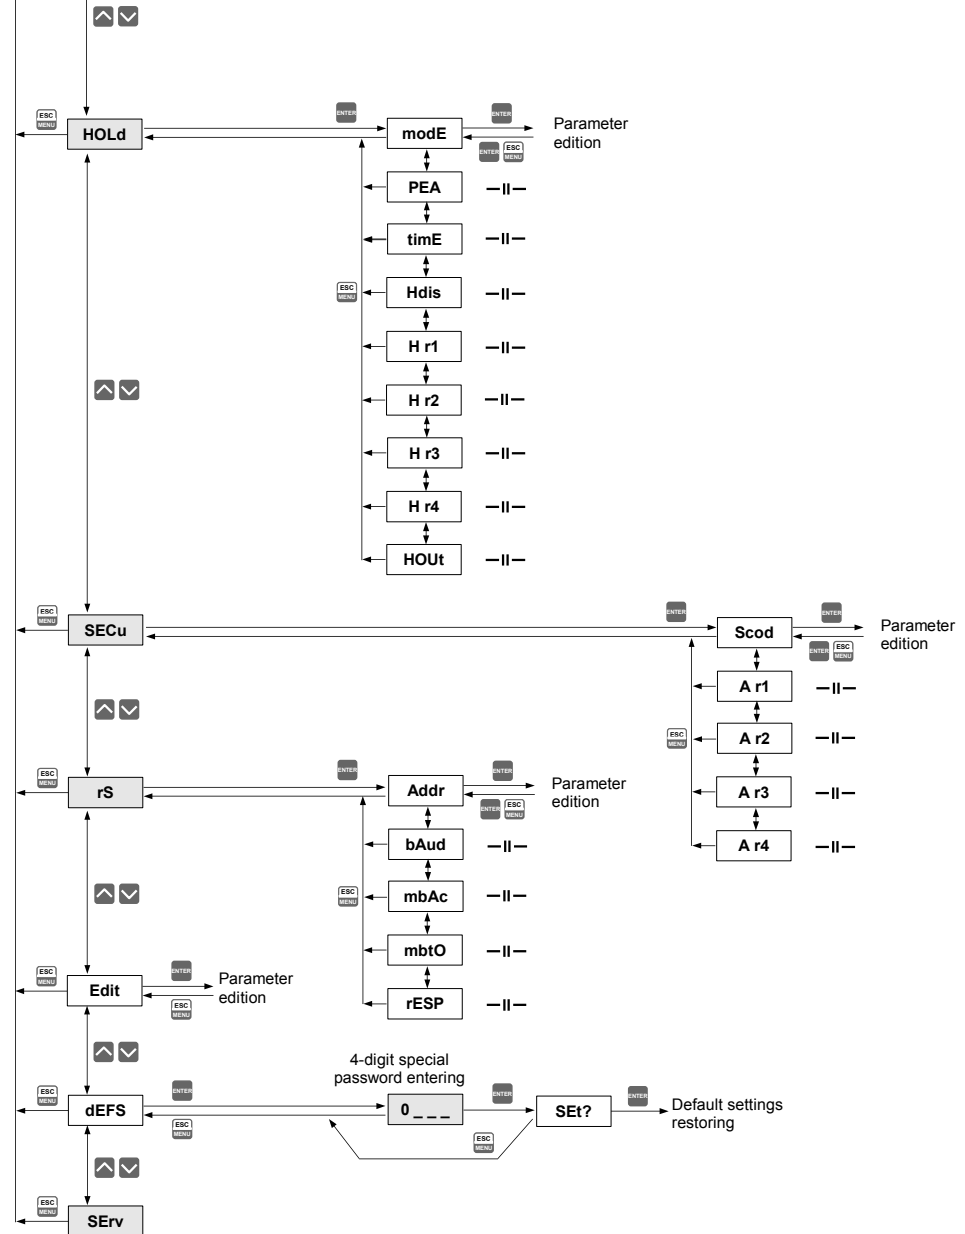 ESC
MENU
HOLd
ENTER
modE
ENTER
ENTER
ESC
MENU
Parameter
edition
PEA
—II—
timE
—II—
ESC
MENU
Hdis
—II—
H r1
—II—
H r2
—II—
H r3
—II—
H r4
—II—
HOUt
—II—
ESC
MENU
SECu
ENTER
Scod
ENTER
ENTER
ESC
MENU
Parameter
edition
A r1
—II—
ESC
MENU
A r2
—II—
A r3
—II—
A r4
—II—
ESC
MENU
rS
ENTER
Addr
ENTER
ENTER
ESC
MENU
Parameter
edition
bAud
—II—
ESC
MENU
mbAc
—II—
mbtO
—II—
rESP
—II—
ESC
MENU
Edit
ENTER
ESC
MENU
Parameter
edition
4-digit special
password entering
ESC
MENU
dEFS
ENTER
ESC
MENU
0 _ _ _
ENTER
ESC
MENU
SEt?
ENTER
Default settings
restoring
ESC
MENU
SErv